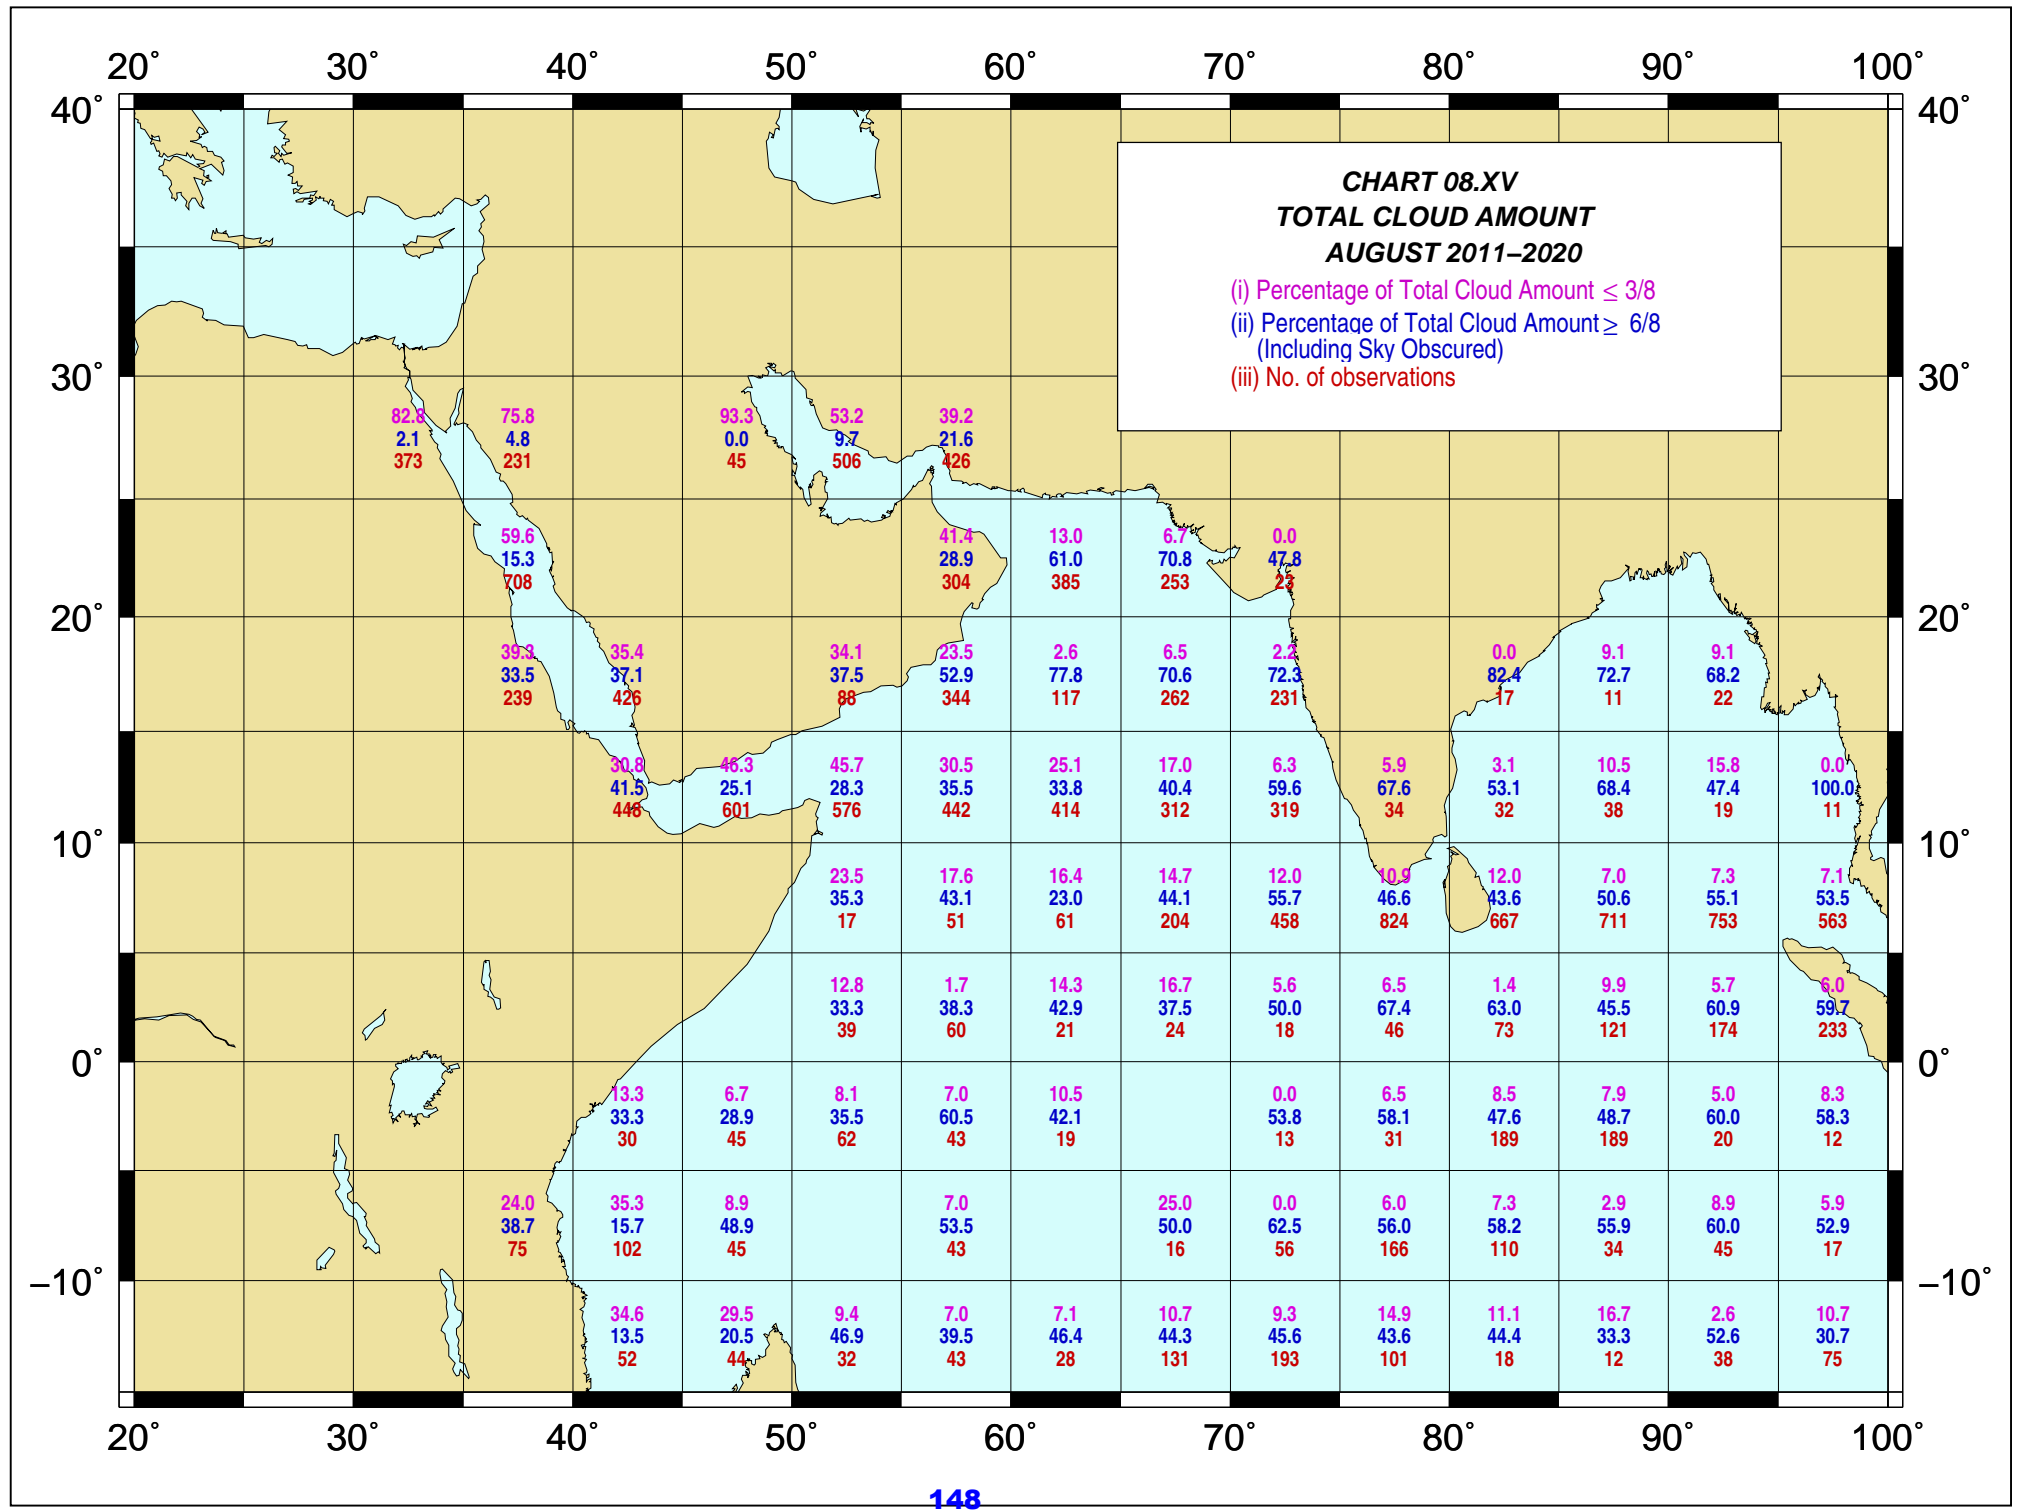 20° 30° 40° 50° 60° 70° 80° 90° 100°
40° 40°
CHART 08.XV
TOTAL CLOUD AMOUNT
AUGUST 2011–2020
(i) Percentage of Total Cloud Amount ≤ 3/8
(ii) Percentage of Total Cloud Amount ≥ 6/8
(Including Sky Obscured)
(iii) No. of observations
30° 30°
82.8 75.8 93.3 53.2 39.2
2.1 4.8 0.0 9.7 21.6
373 231 45 506 426
59.6 41.4 13.0 6.7 0.0
15.3 28.9 61.0 70.8 47.8
708 304 385 253 23
20° 20°
39.3 35.4 34.1 23.5 2.6 6.5 2.2 0.0 9.1 9.1
33.5 37.1 37.5 52.9 77.8 70.6 72.3 82.4 72.7 68.2
239 426 88 344 117 262 231 17 11 22
30.8 46.3 45.7 30.5 25.1 17.0 6.3 5.9 3.1 10.5 15.8 0.0
41.5 25.1 28.3 35.5 33.8 40.4 59.6 67.6 53.1 68.4 47.4 100.0
448 601 576 442 414 312 319 34 32 38 19 11
10° 10°
23.5 17.6 16.4 14.7 12.0 10.9 12.0 7.0 7.3 7.1
35.3 43.1 23.0 44.1 55.7 46.6 43.6 50.6 55.1 53.5
17 51 61 204 458 824 667 711 753 563
12.8 1.7 14.3 16.7 5.6 6.5 1.4 9.9 5.7 6.0
33.3 38.3 42.9 37.5 50.0 67.4 63.0 45.5 60.9 59.7
39 60 21 24 18 46 73 121 174 233
0° 0°
13.3 6.7 8.1 7.0 10.5 0.0 6.5 8.5 7.9 5.0 8.3
33.3 28.9 35.5 60.5 42.1 53.8 58.1 47.6 48.7 60.0 58.3
30 45 62 43 19 13 31 189 189 20 12
24.0 35.3 8.9 7.0 25.0 0.0 6.0 7.3 2.9 8.9 5.9
38.7 15.7 48.9 53.5 50.0 62.5 56.0 58.2 55.9 60.0 52.9
75 102 45 43 16 56 166 110 34 45 17
–10° –10°
34.6 29.5 9.4 7.0 7.1 10.7 9.3 14.9 11.1 16.7 2.6 10.7
13.5 20.5 46.9 39.5 46.4 44.3 45.6 43.6 44.4 33.3 52.6 30.7
52 44 32 43 28 131 193 101 18 12 38 75
20° 30° 40° 50° 60° 70° 80° 90° 100°
148